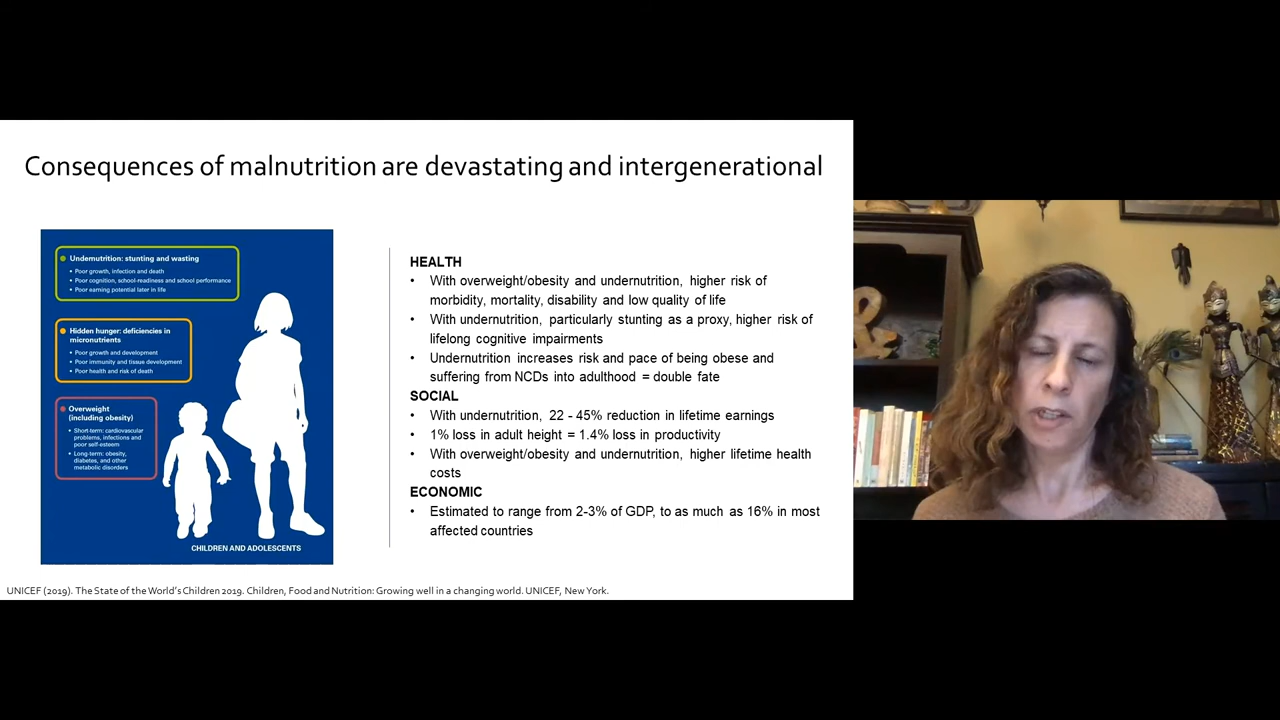 Consequences of malnutrition are devastating and intergenerational
Undernutrition: stunting and wasting
• Poor growth, infection and death
• Poor cognition, school-readiness and school performance
• Poor earning potential later in life
Hidden hunger: deficiencies in
micronutrients
• Poor growth and development
• Poor immunity and tissue development
• Poor health and risk of death
Overweight
(including obesity)
• Short-term: cardiovascular
problems, infections and
poor self-esteem
• Long-term: obesity,
diabetes, and other
metabolic disorders
CHILDREN AND ADOLESCENTS
HEALTH
• With overweight/obesity and undernutrition, higher risk of
morbidity, mortality, disability and low quality of life
• With undernutrition, particularly stunting as a proxy, higher risk of
lifelong cognitive impairments
• Undernutrition increases risk and pace of being obese and
suffering from NCDs into adulthood = double fate
SOCIAL
• With undernutrition, 22 - 45% reduction in lifetime earnings
• 1% loss in adult height = 1.4% loss in productivity
• With overweight/obesity and undernutrition, higher lifetime health
costs
ECONOMIC
• Estimated to range from 2-3% of GDP, to as much as 16% in most
affected countries
UNICEF (2019). The State of the World's Children 2019. Children, Food and Nutrition: Growing well in a changing world. UNICEF, New York.